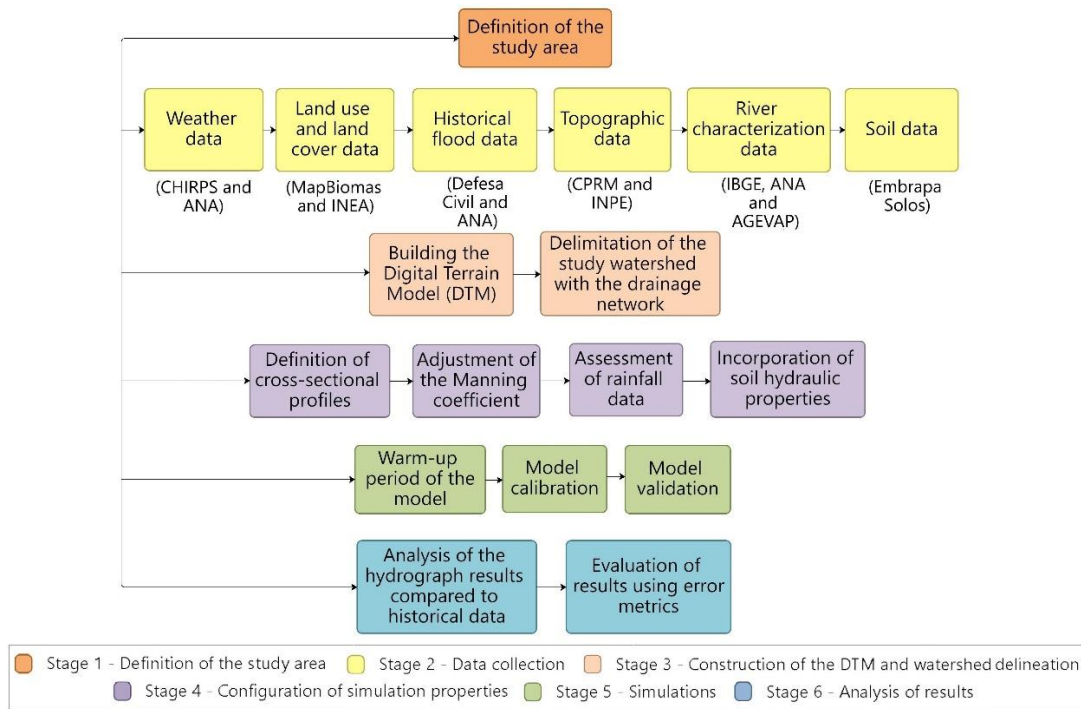 Definition of the
study area
Weather
data
Land use
and land
cover data
Historical
flood data
Topographic
data
River
characterization
data
Soil data
(CHIRPS and
ANA)
(MapBiomas
and INEA)
(Defesa
Civil and
ANA)
(CPRM and
INPE)
(IBGE, ANA
and
AGEVAP)
(Embrapa
Solos)
Building the
Digital Terrain
Model (DTM)
Delimitation of the
study watershed
with the drainage
network
Definition of
cross-sectional
profiles
Adjustment of
the Manning
coefficient
Assessment
of rainfall
data
Incorporation of
soil hydraulic
properties
Warm-up
period of the
model
Model
calibration
Model
validation
Analysis of the
hydrograph results
compared to
historical data
Evaluation of
results using error
metrics
Stage 1 - Definition of the study area
Stage 2 - Data collection
Stage 3 - Construction of the DTM and watershed delineation
Stage 4 - Configuration of simulation properties
Stage 5 - Simulations
Stage 6 - Analysis of results